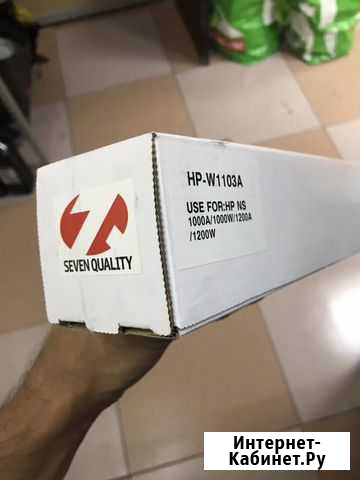 HP-W1103A
USE FOR:HP NS
1000A/1000W/1200A
/1200W
SEVEN QUALITY
Интернет-
Кабинет.Ру